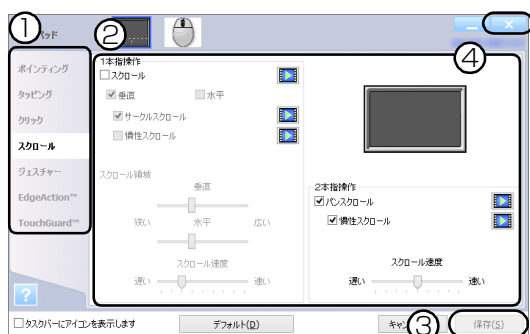 ① ② ④ ③
パッド
ポインティング
タッピング
クリック
スクロール
ジェスチャー
EdgeAction™
TouchGuard™
1本指操作
スクロール
垂直 水平
サークルスクロール
慣性スクロール
スクロール領域
垂直
狭い 水平 広い
スクロール速度
遅い 速い
2本指操作
パンスクロール
慣性スクロール
スクロール速度
遅い 速い
?
タスクバーにアイコンを表示します
デフォルト(D)
キャン
保存(S)